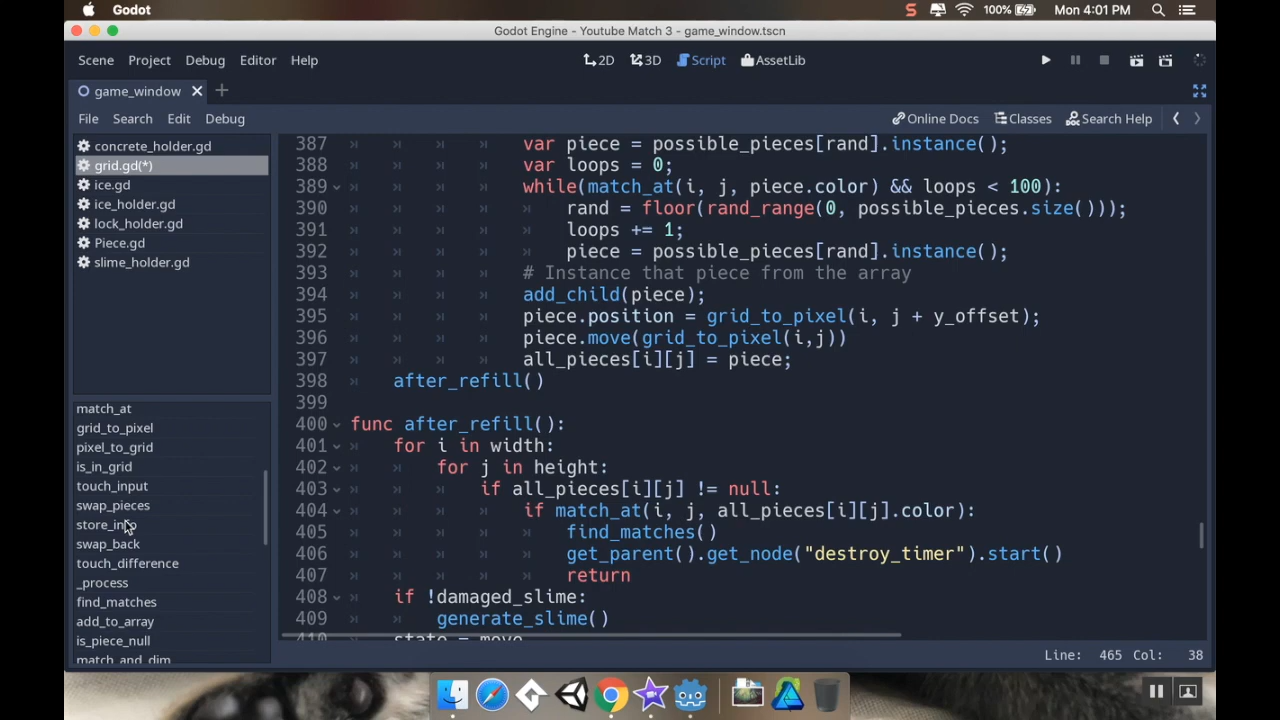 Godot
100%
Mon 4:01 PM
Godot Engine - Youtube Match 3 - game_window.tscn
Scene Project Debug Editor Help
2D 3D Script AssetLib
game_window
File Search Edit Debug
Online Docs Classes Search Help
concrete_holder.gd
grid.gd(*)
ice.gd
ice_holder.gd
lock_holder.gd
Piece.gd
slime_holder.gd
match_at
grid_to_pixel
pixel_to_grid
is_in_grid
touch_input
swap_pieces
store_info
swap_back
touch_difference
_process
find_matches
add_to_array
is_piece_null
match_and_dim
387 var piece = possible_pieces[rand].instance();
388 var loops = 0;
389 while(match_at(i, j, piece.color) && loops < 100):
390 rand = floor(rand_range(0, possible_pieces.size()));
391 loops += 1;
392 piece = possible_pieces[rand].instance();
393 # Instance that piece from the array
394 add_child(piece);
395 piece.position = grid_to_pixel(i, j + y_offset);
396 piece.move(grid_to_pixel(i,j))
397 all_pieces[i][j] = piece;
398 after_refill()
399
400 func after_refill():
401 for i in width:
402 for j in height:
403 if all_pieces[i][j] != null:
404 if match_at(i, j, all_pieces[i][j].color):
405 find_matches()
406 get_parent().get_node("destroy_timer").start()
407 return
408 if !damaged_slime:
409 generate_slime()
410 state = move
Line: 465 Col: 38